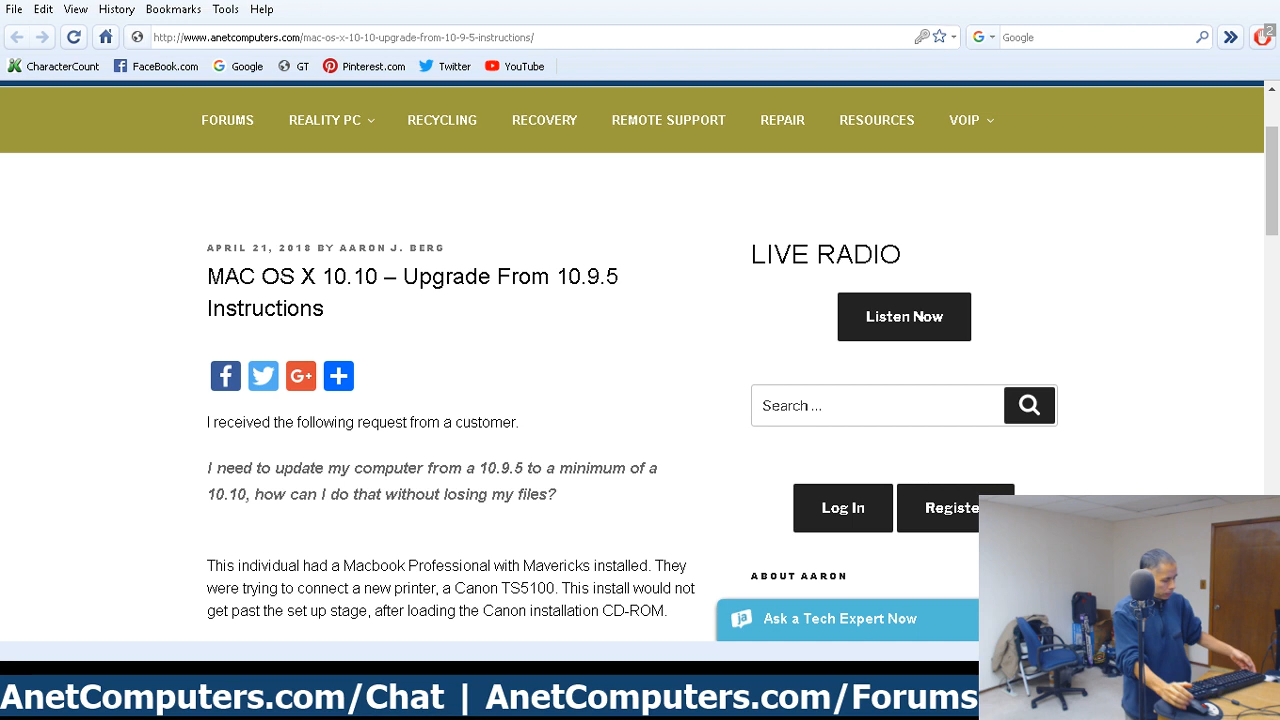 File Edit View History Bookmarks Tools Help
http://www.anetcomputers.com/mac-os-x-10-10-upgrade-from-10-9-5-instructions/
Google
2
CharacterCount FaceBook.com Google GT Pinterest.com Twitter YouTube
FORUMS REALITY PC RECYCLING RECOVERY REMOTE SUPPORT REPAIR RESOURCES VOIP
APRIL 21, 2018 BY AARON J. BERG
MAC OS X 10.10 – Upgrade From 10.9.5
Instructions
I received the following request from a customer.
I need to update my computer from a 10.9.5 to a minimum of a
10.10, how can I do that without losing my files?
This individual had a Macbook Professional with Mavericks installed. They
were trying to connect a new printer, a Canon TS5100. This install would not
get past the set up stage, after loading the Canon installation CD-ROM.
LIVE RADIO
Listen Now
Search ...
Log In Registe
ABOUT AARON
ja Ask a Tech Expert Now
AnetComputers.com/Chat | AnetComputers.com/Forums